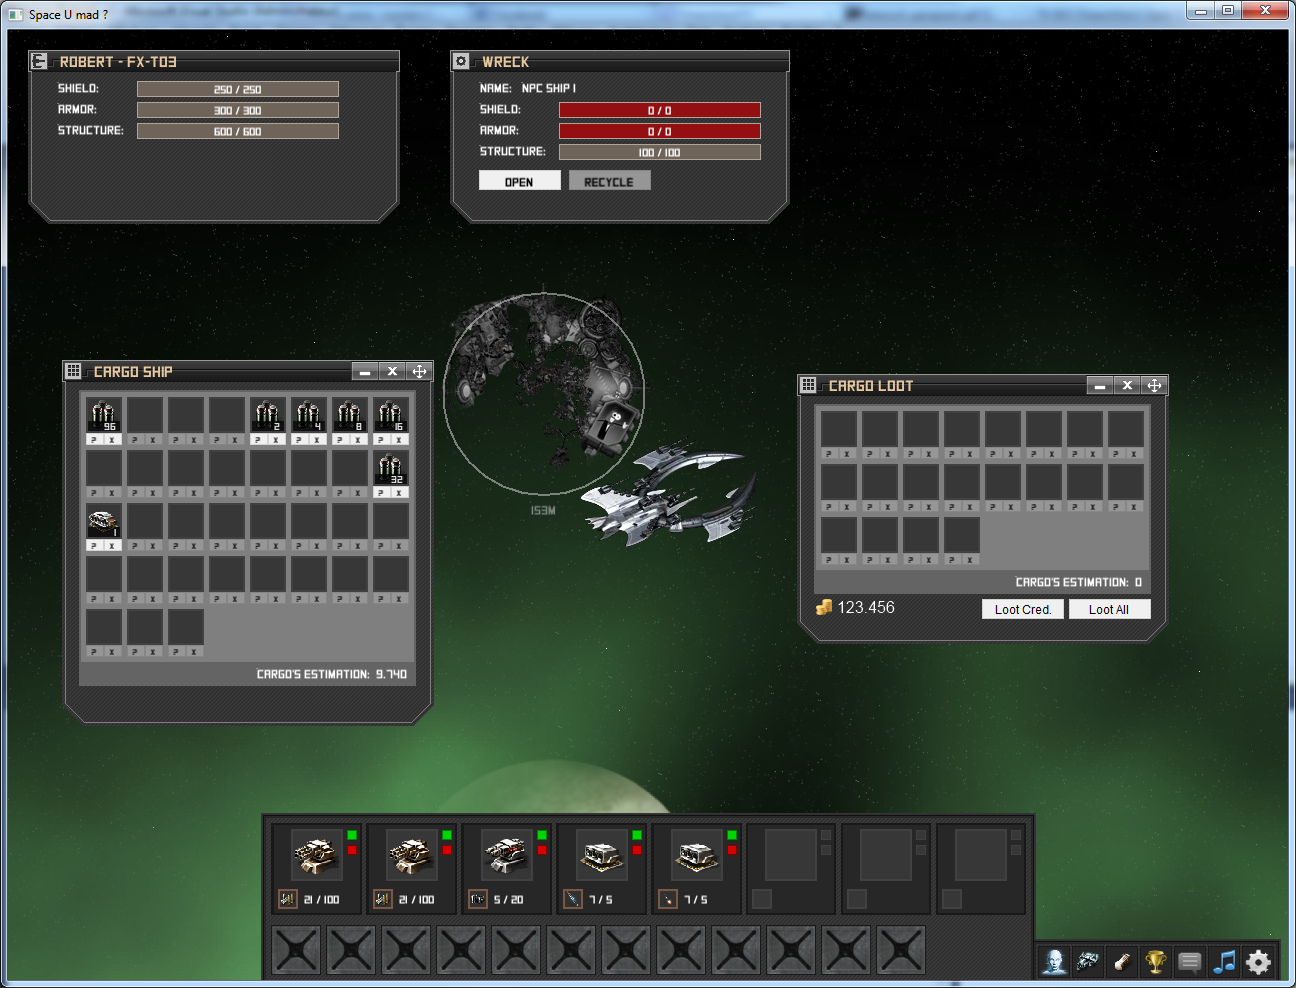 Space U mad ?
ROBERT - FX-T03
SHIELD: 250 / 250
ARMOR: 300 / 300
STRUCTURE: 600 / 600
WRECK
NAME: NPC SHIP 1
SHIELD: 0 / 0
ARMOR: 0 / 0
STRUCTURE: 100 / 100
OPEN RECYCLE
153M
CARGO SHIP
96 2 4 8 16
? X ? X ? X ? X ? X ? X ? X ? X
32
? X ? X ? X ? X ? X ? X ? X ? X
1
? X ? X ? X ? X ? X ? X ? X ? X
? X ? X ? X ? X ? X ? X ? X ? X
? X ? X ? X
CARGO'S ESTIMATION: 9.740
CARGO LOOT
? X ? X ? X ? X ? X ? X ? X ? X
? X ? X ? X ? X ? X ? X ? X ? X
? X ? X ? X ? X
CARGO'S ESTIMATION: 0
123.456 Loot Cred. Loot All
21 / 100 21 / 100 5 / 20 7 / 5 7 / 5